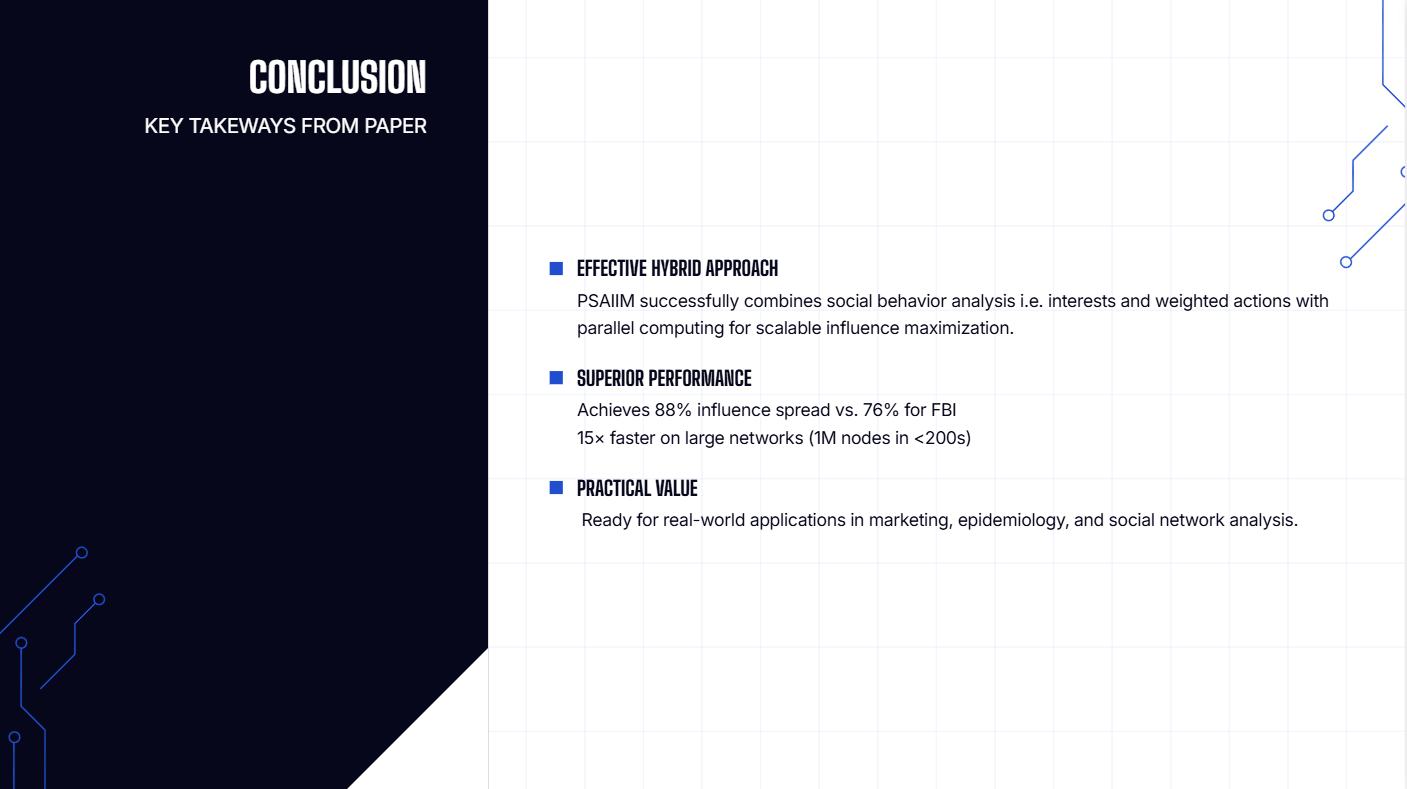 CONCLUSION
KEY TAKEWAYS FROM PAPER
EFFECTIVE HYBRID APPROACH
PSAIIM successfully combines social behavior analysis i.e. interests and weighted actions with
parallel computing for scalable influence maximization.
SUPERIOR PERFORMANCE
Achieves 88% influence spread vs. 76% for FBI
15× faster on large networks (1M nodes in <200s)
PRACTICAL VALUE
Ready for real-world applications in marketing, epidemiology, and social network analysis.